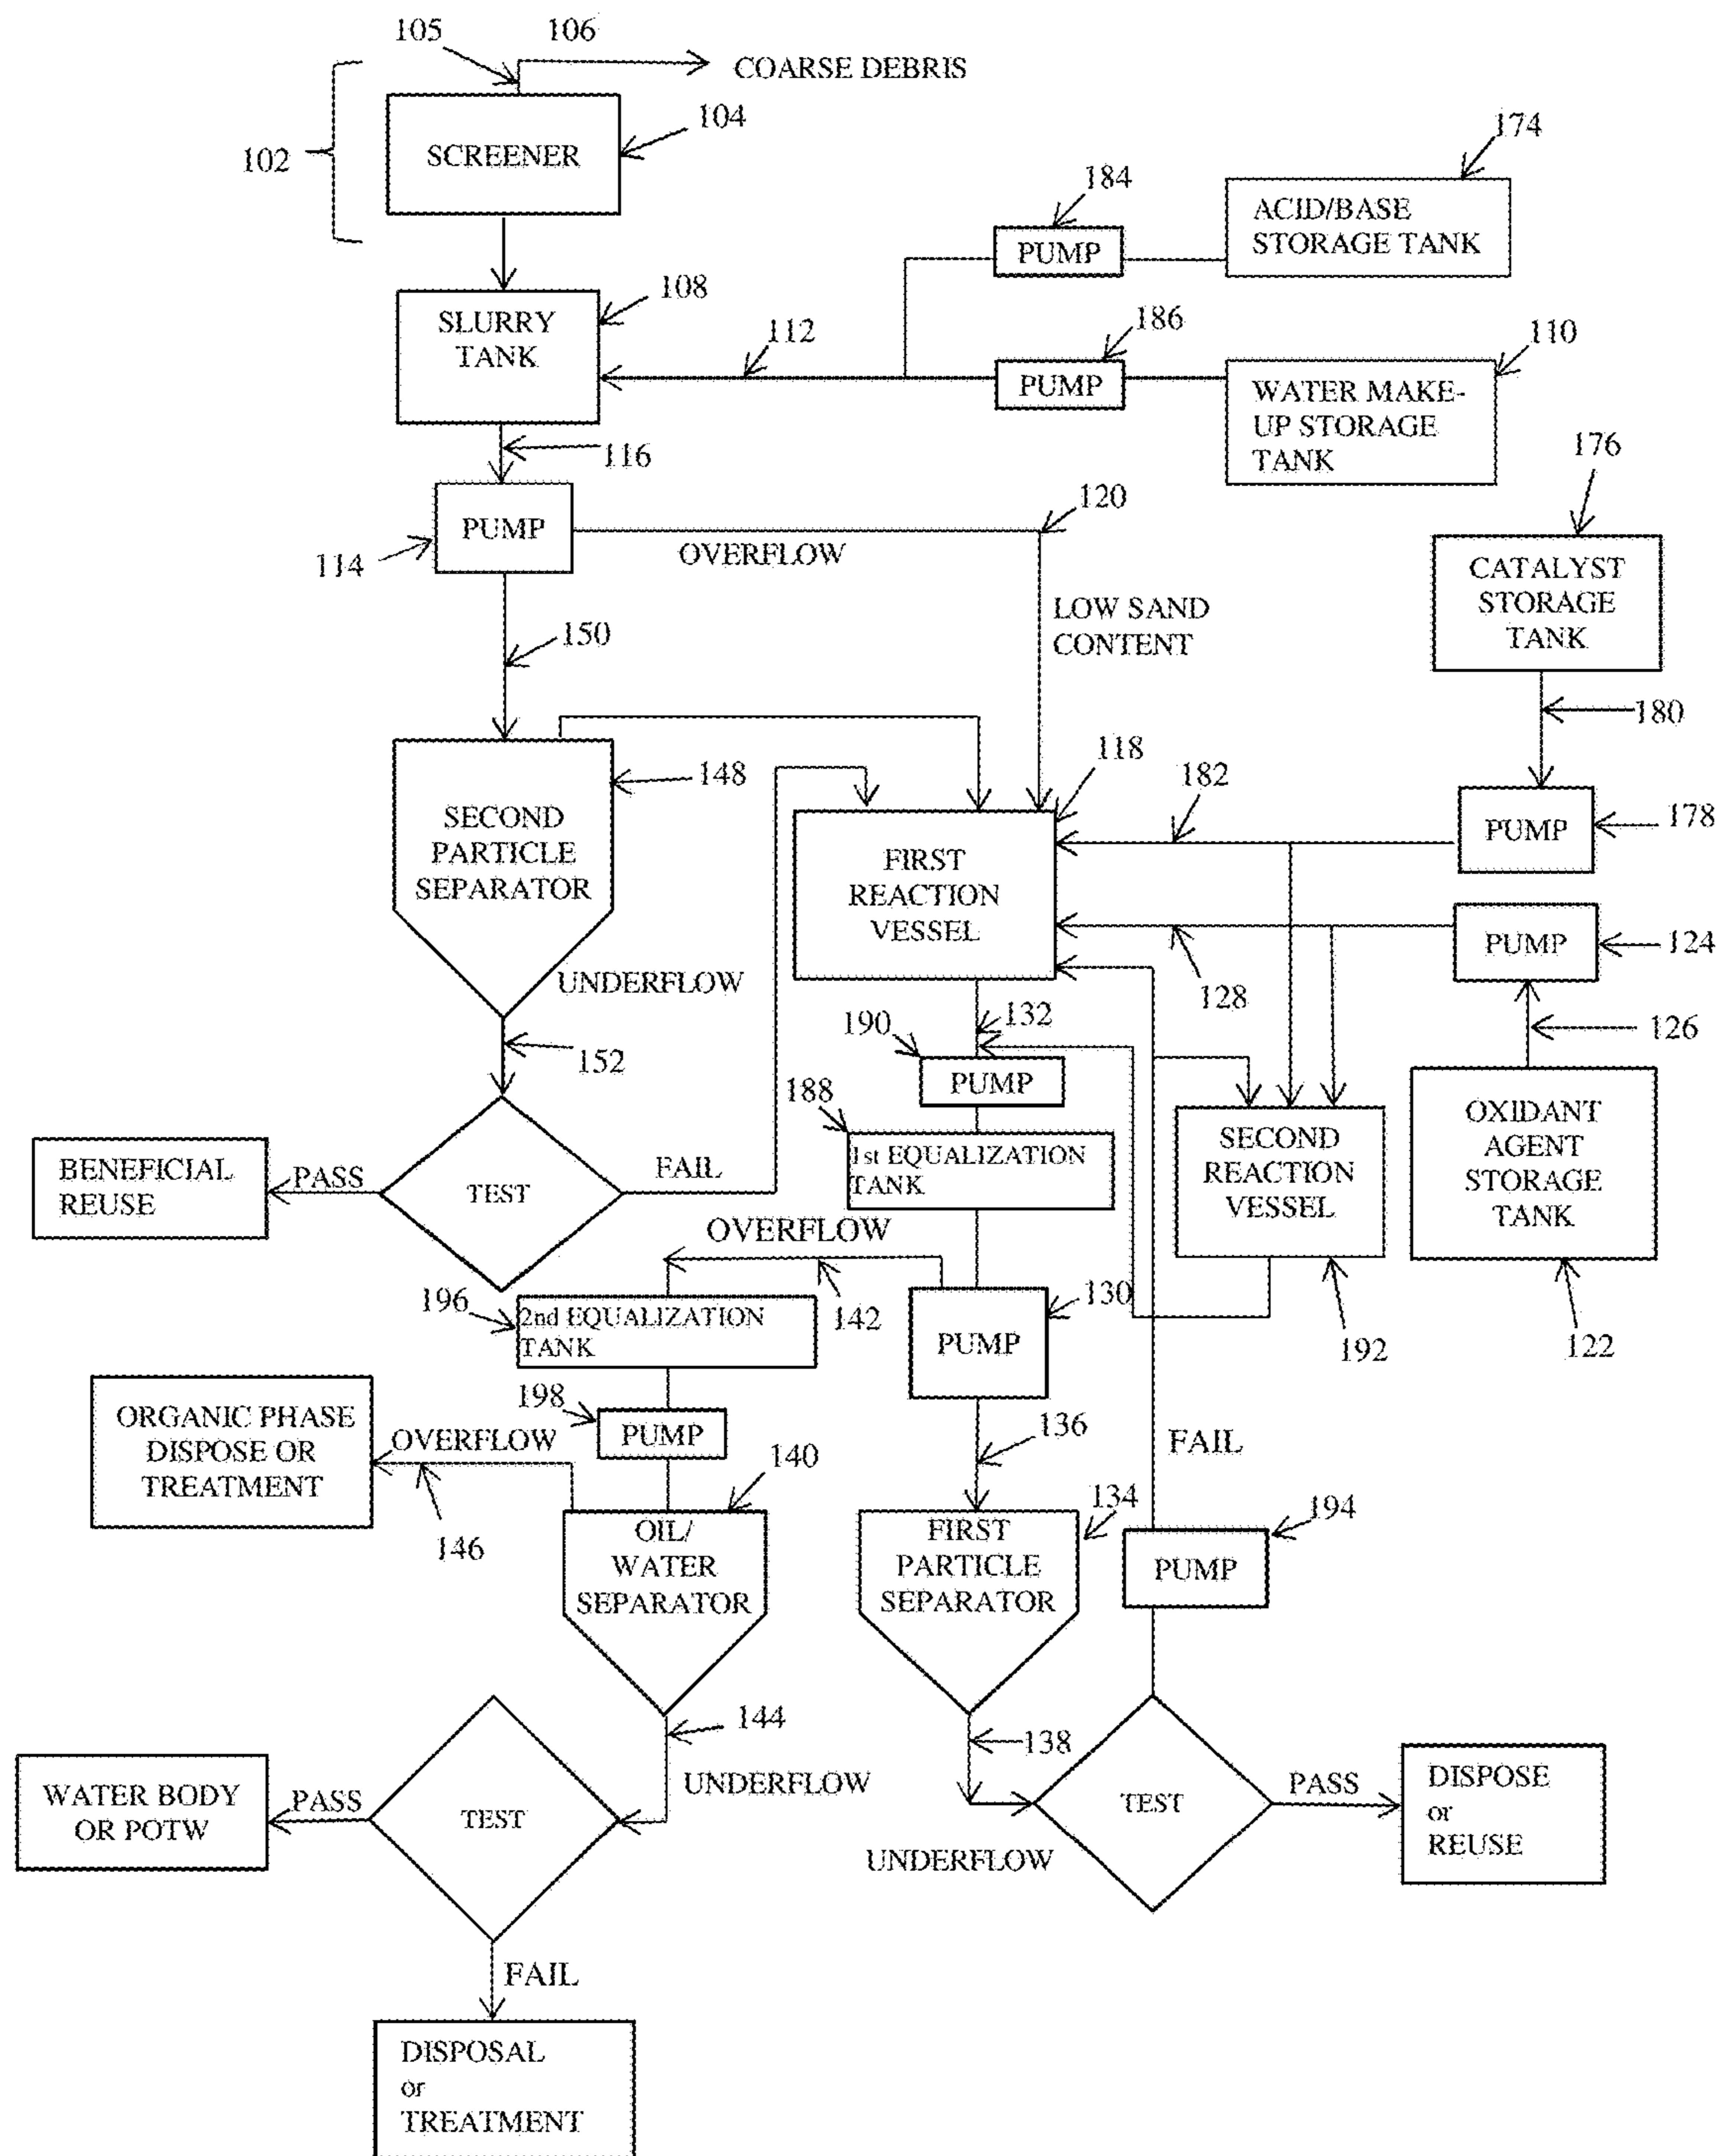 105
106
COARSE DEBRIS
102
104
SCREENER
174
184
ACID/BASE
STORAGE TANK
PUMP
108
SLURRY
TANK
112
186
110
PUMP
WATER MAKE-
UP STORAGE
TANK
116
176
120
PUMP
OVERFLOW
114
CATALYST
STORAGE
TANK
LOW SAND
CONTENT
150
180
148
118
182
SECOND
PARTICLE
SEPARATOR
PUMP
178
FIRST
REACTION
VESSEL
PUMP
124
UNDERFLOW
128
190
132
126
152
PUMP
188
OXIDANT
AGENT
STORAGE
TANK
SECOND
REACTION
VESSEL
1st EQUALIZATION
TANK
BENEFICIAL
REUSE
PASS
TEST
FAIL
OVERFLOW
196
142
130
2nd EQUALIZATION
TANK
PUMP
192
122
198
ORGANIC PHASE
DISPOSE OR
TREATMENT
OVERFLOW
PUMP
136
FAIL
140
134
194
146
OIL/
WATER
SEPARATOR
FIRST
PARTICLE
SEPARATOR
PUMP
144
138
UNDERFLOW
WATER BODY
OR POTW
PASS
TEST
TEST
PASS
DISPOSE
or
REUSE
UNDERFLOW
FAIL
DISPOSAL
or
TREATMENT